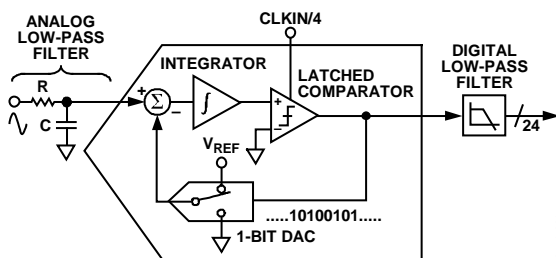 CLKIN/4
ANALOG
LOW-PASS
FILTER
R
C
INTEGRATOR
∫
LATCHED
COMPARATOR
DIGITAL
LOW-PASS
FILTER
+
Σ
−
+
−
24
VREF
.....10100101.....
1-BIT DAC